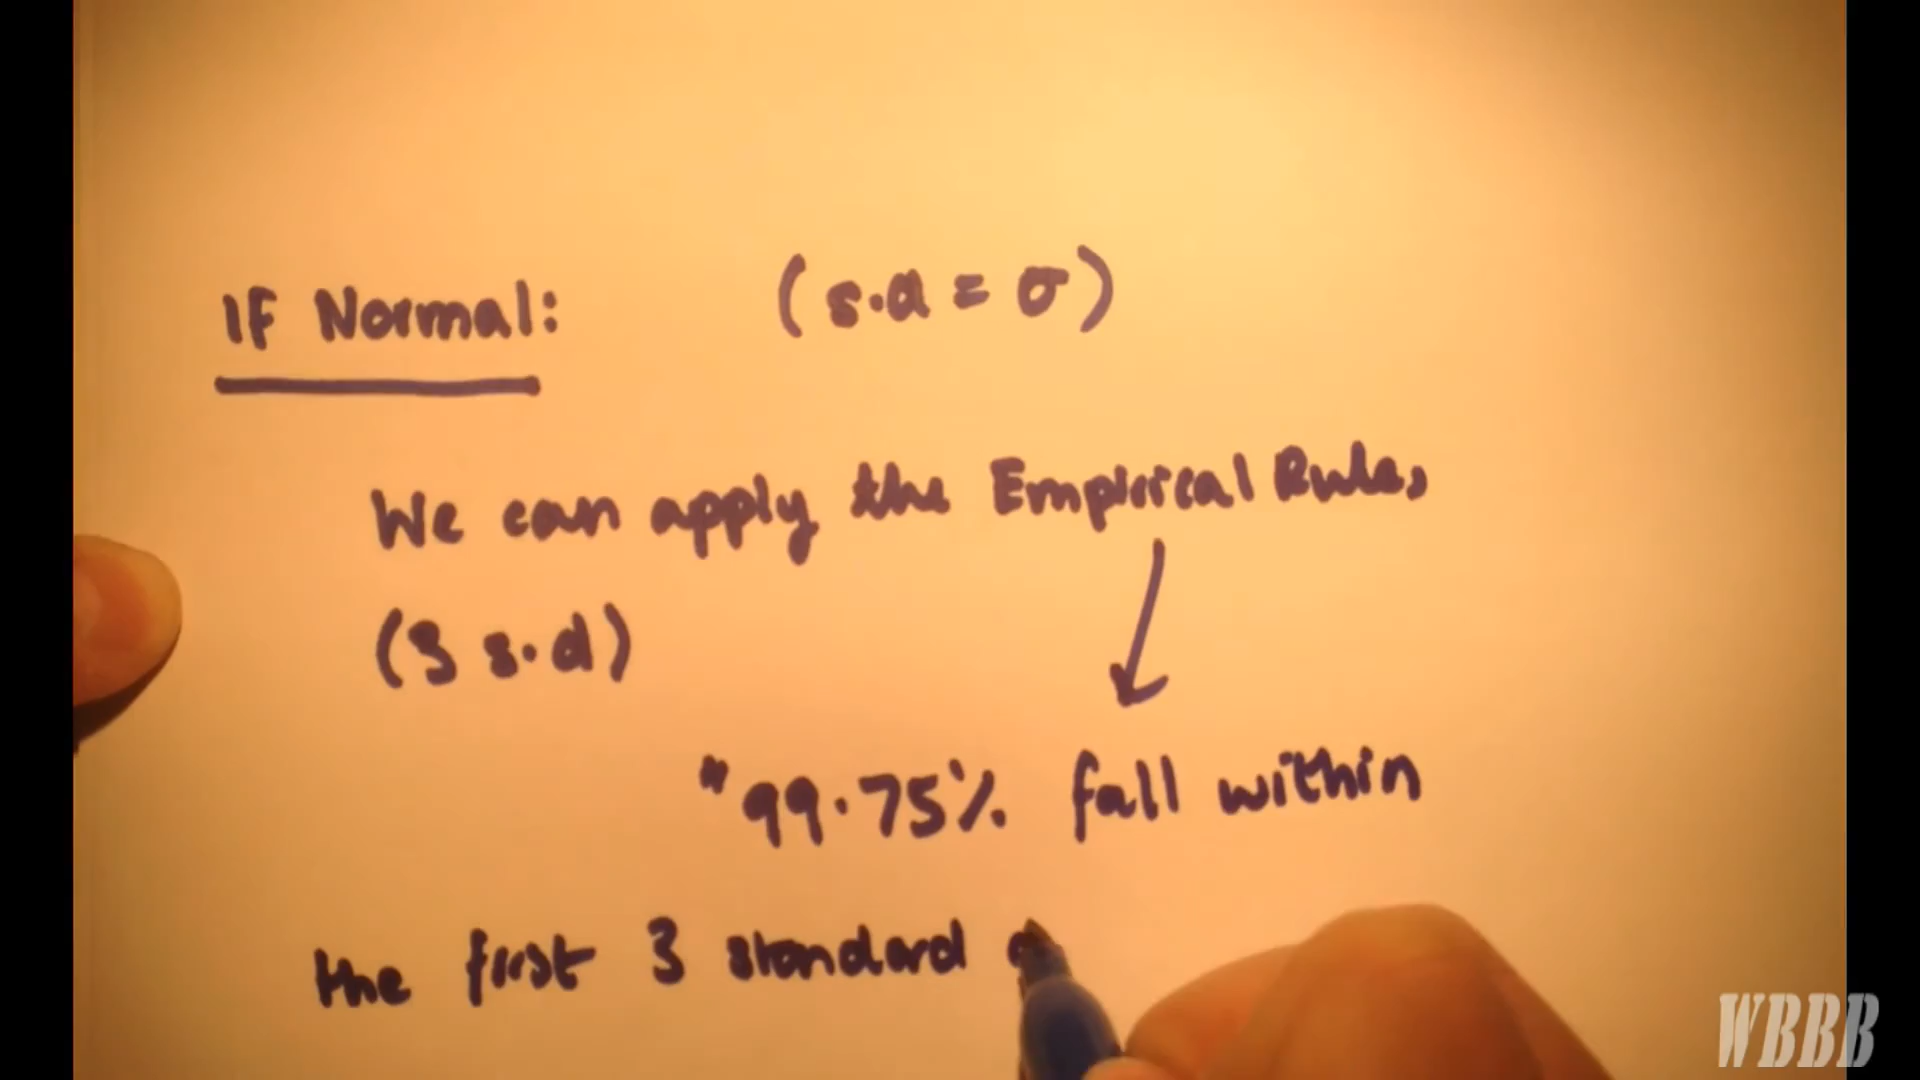 IF Normal: (s.d = σ)
We can apply the Empirical Rule,
(3 s.d)
"99.75% fall within
the first 3 standard
WBBB